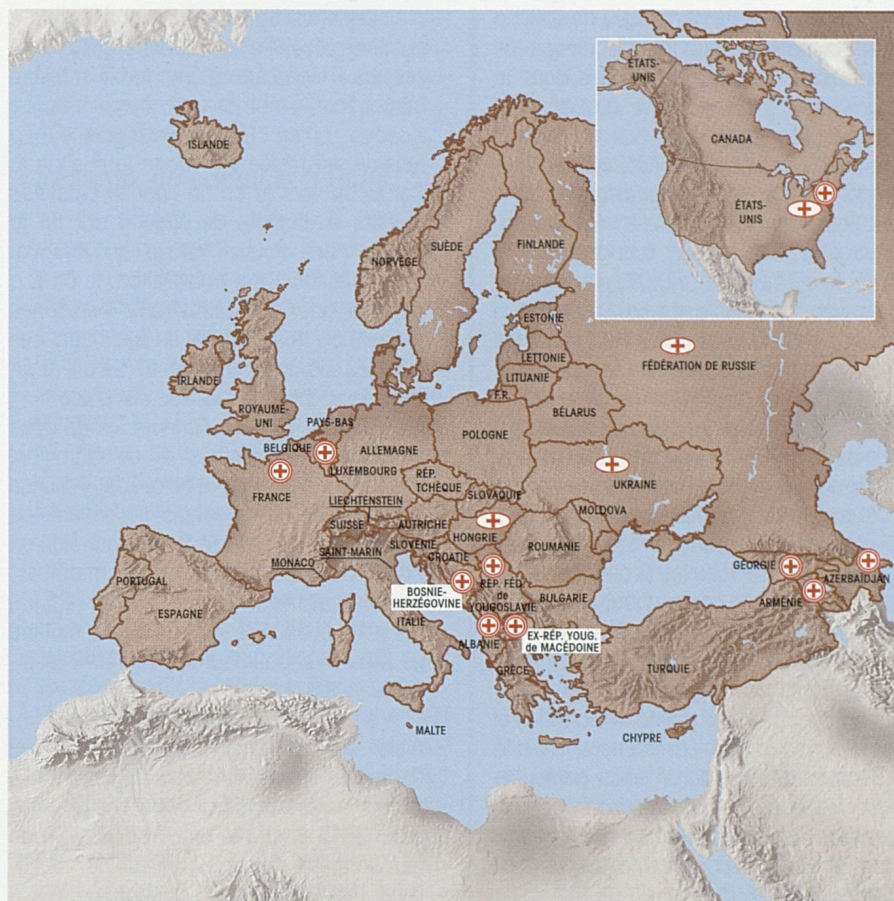 ÉTATS-
UNIS
CANADA
ÉTATS-
UNIS
ISLANDE
SUÈDE
FINLANDE
NORVÈGE
ESTONIE
LETTONIE
FÉDÉRATION DE RUSSIE
LITUANIE
IRLANDE
F.R.
BÉLARUS
ROYAUME-
UNI
PAYS-BAS
POLOGNE
BELGIQUE
ALLEMAGNE
LUXEMBOURG
RÉP.
TCHÈQUE
UKRAINE
FRANCE
SLOVAQUIE
LIECHTENSTEIN
MOLDOVA
SUISSE
AUTRICHE
HONGRIE
SLOVÉNIE
ROUMANIE
SAINT-MARIN
CROATIE
MONACO
GÉORGIE
AZERBAÏDJAN
PORTUGAL
RÉP. FÉD.
de
YOUGOSLAVIE
BOSNIE-
HERZÉGOVINE
BULGARIE
ARMÉNIE
ESPAGNE
ITALIE
EX-RÉP. YOUG.
de MACÉDOINE
ALBANIE
GRÈCE
TURQUIE
MALTE
CHYPRE